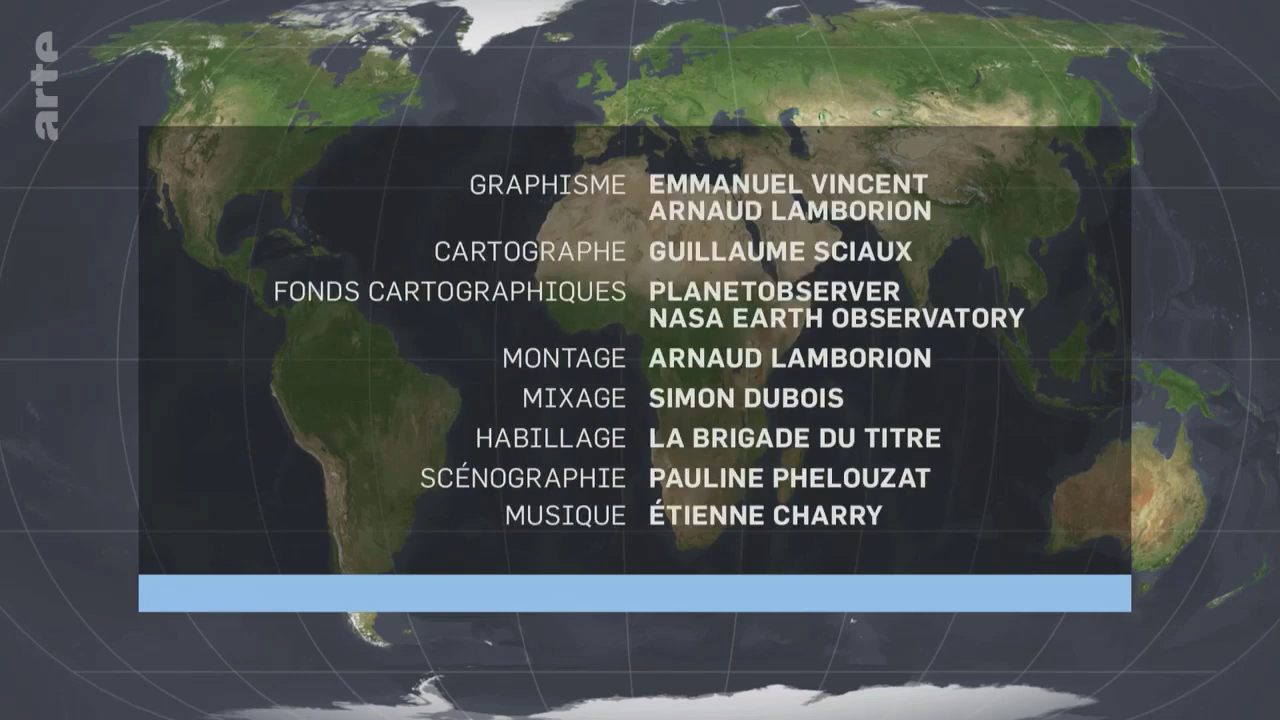 arte
GRAPHISME EMMANUEL VINCENT
ARNAUD LAMBORION
CARTOGRAPHE GUILLAUME SCIAUX
FONDS CARTOGRAPHIQUES PLANETOBSERVER
NASA EARTH OBSERVATORY
MONTAGE ARNAUD LAMBORION
MIXAGE SIMON DUBOIS
HABILLAGE LA BRIGADE DU TITRE
SCÉNOGRAPHIE PAULINE PHELOUZAT
MUSIQUE ÉTIENNE CHARRY